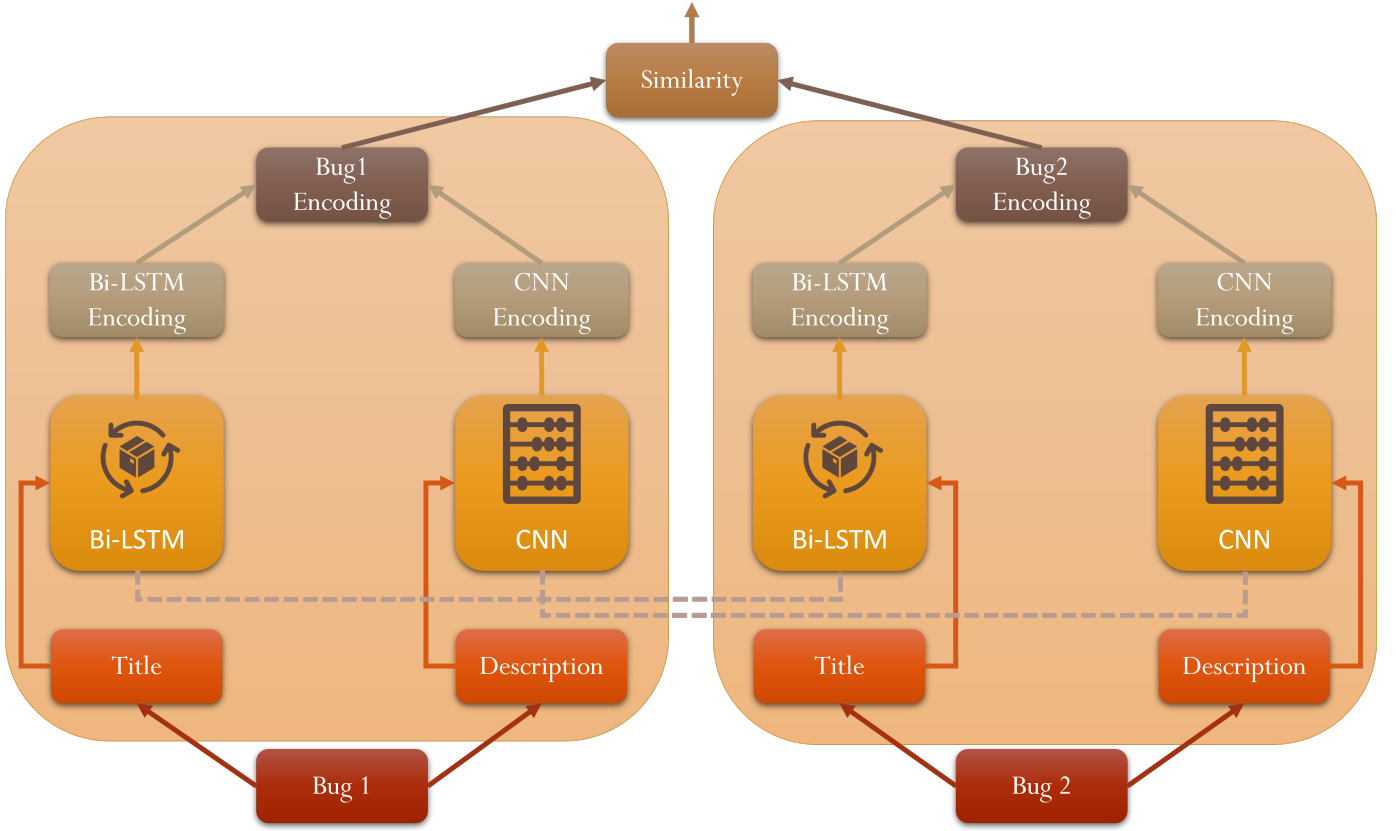 Similarity
Bug1
Encoding
Bug2
Encoding
Bi-LSTM
Encoding
CNN
Encoding
Bi-LSTM
Encoding
CNN
Encoding
Bi-LSTM
CNN
Bi-LSTM
CNN
Title
Description
Title
Description
Bug 1
Bug 2